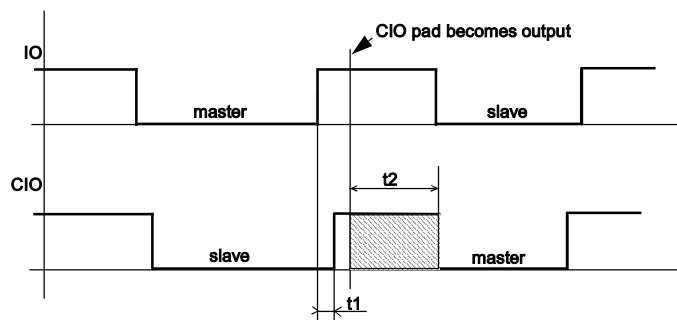 CIO pad becomes output
IO
master
slave
CIO
t2
slave
master
t1